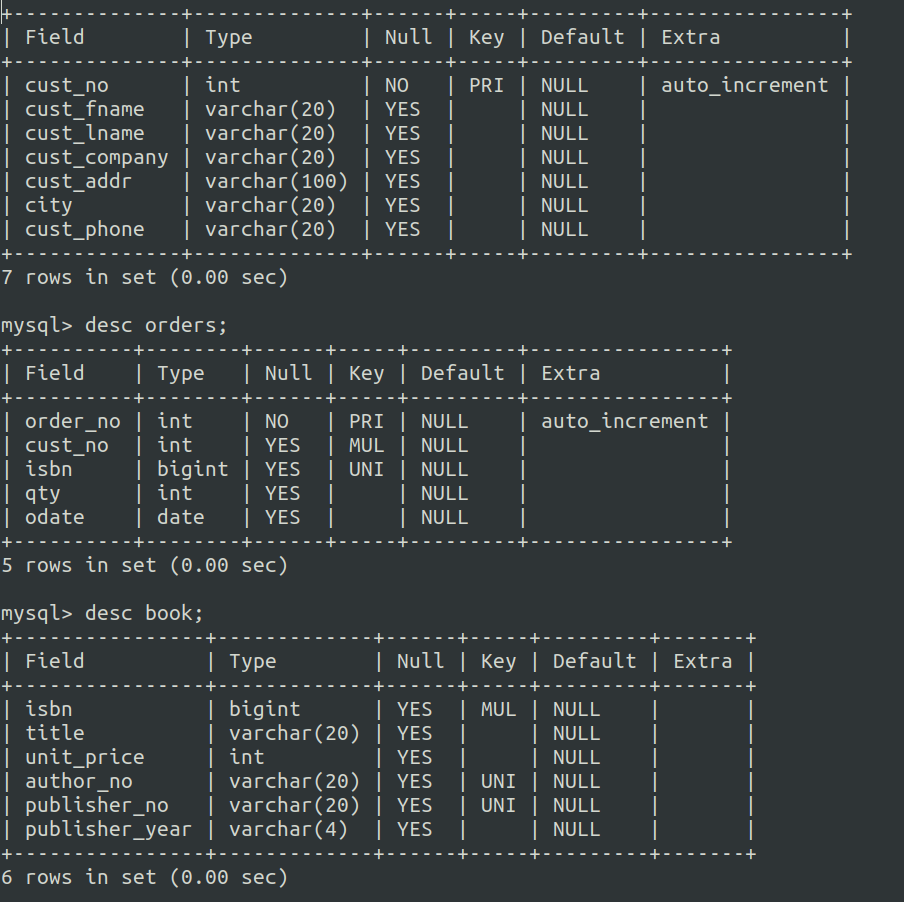 +--------------+--------------+------+-----+---------+----------------+
| Field        | Type         | Null | Key | Default | Extra          |
+--------------+--------------+------+-----+---------+----------------+
| cust_no      | int          | NO   | PRI | NULL    | auto_increment |
| cust_fname   | varchar(20)  | YES  |     | NULL    |                |
| cust_lname   | varchar(20)  | YES  |     | NULL    |                |
| cust_company | varchar(20)  | YES  |     | NULL    |                |
| cust_addr    | varchar(100) | YES  |     | NULL    |                |
| city         | varchar(20)  | YES  |     | NULL    |                |
| cust_phone   | varchar(20)  | YES  |     | NULL    |                |
+--------------+--------------+------+-----+---------+----------------+
7 rows in set (0.00 sec)

mysql> desc orders;
+----------+--------+------+-----+---------+----------------+
| Field    | Type   | Null | Key | Default | Extra          |
+----------+--------+------+-----+---------+----------------+
| order_no | int    | NO   | PRI | NULL    | auto_increment |
| cust_no  | int    | YES  | MUL | NULL    |                |
| isbn     | bigint | YES  | UNI | NULL    |                |
| qty      | int    | YES  |     | NULL    |                |
| odate    | date   | YES  |     | NULL    |                |
+----------+--------+------+-----+---------+----------------+
5 rows in set (0.00 sec)

mysql> desc book;
+----------------+-------------+------+-----+---------+-------+
| Field          | Type        | Null | Key | Default | Extra |
+----------------+-------------+------+-----+---------+-------+
| isbn           | bigint      | YES  | MUL | NULL    |       |
| title          | varchar(20) | YES  |     | NULL    |       |
| unit_price     | int         | YES  |     | NULL    |       |
| author_no      | varchar(20) | YES  | UNI | NULL    |       |
| publisher_no   | varchar(20) | YES  | UNI | NULL    |       |
| publisher_year | varchar(4)  | YES  |     | NULL    |       |
+----------------+-------------+------+-----+---------+-------+
6 rows in set (0.00 sec)